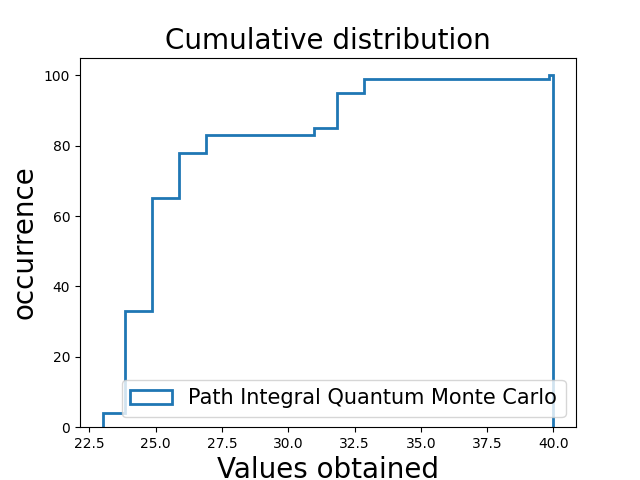 Cumulative distribution
occurrence
100
80
60
40
20
0
Path Integral Quantum Monte Carlo
22.5 25.0 27.5 30.0 32.5 35.0 37.5 40.0
Values obtained